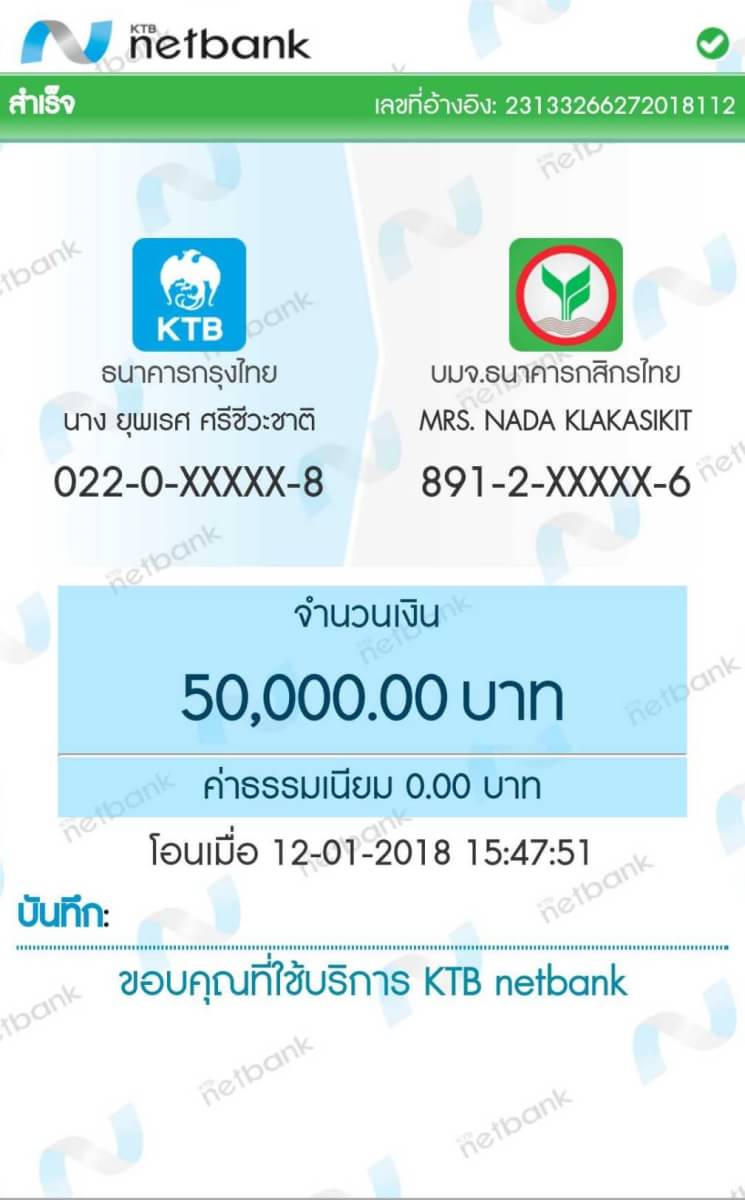 KTB netbank
สำเร็จ
เลขที่อ้างอิง: 23133266272018112
KTB
ธนาคารกรุงไทย
นาง ยุพเรศ ศรีชีวะชาติ
022-0-XXXXX-8
บมจ.ธนาคารกสิกรไทย
MRS. NADA KLAKASIKIT
891-2-XXXXX-6
จำนวนเงิน
50,000.00 บาท
ค่าธรรมเนียม 0.00 บาท
โอนเมื่อ 12-01-2018 15:47:51
บันทึก:
ขอบคุณที่ใช้บริการ KTB netbank